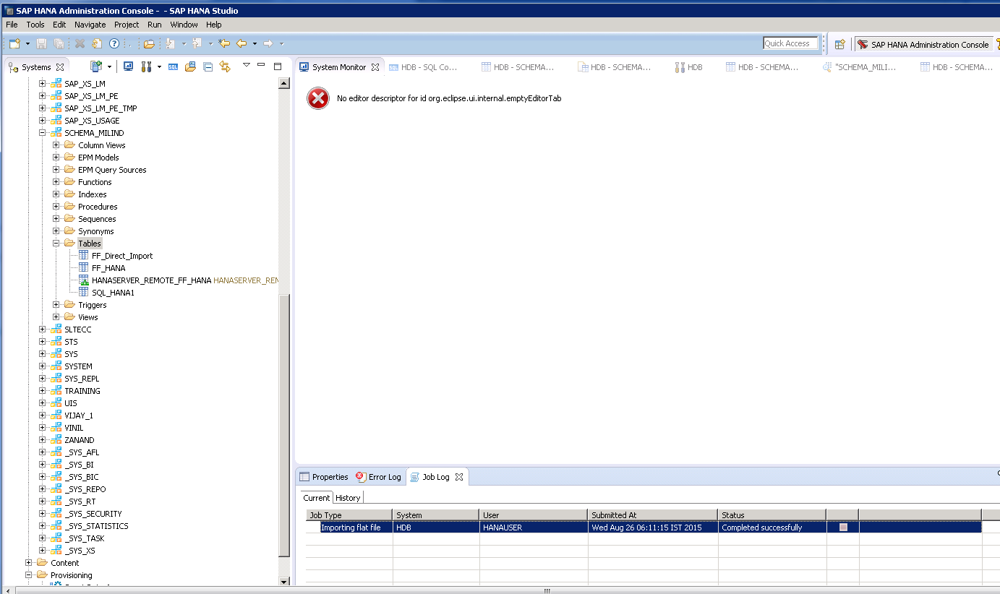 SAP HANA Administration Console - - SAP HANA Studio
File Tools Edit Navigate Project Run Window Help
Quick Access
SAP HANA Administration Console
Systems
System Monitor
HDB - SQL Co...
HDB - SCHEMA...
HDB - SCHEMA...
HDB
HDB - SCHEMA...
"SCHEMA_MILI...
HDB - SCHEMA...
No editor descriptor for id org.eclipse.ui.internal.emptyEditorTab
SAP_XS_LM
SAP_XS_LM_PE
SAP_XS_LM_PE_TMP
SAP_XS_USAGE
SCHEMA_MILIND
Column Views
EPM Models
EPM Query Sources
Functions
Indexes
Procedures
Sequences
Synonyms
Tables
FF_Direct_Import
FF_HANA
HANASERVER_REMOTE_FF_HANA HANASERVER_REM
SQL_HANA1
Triggers
Views
SLTECC
STS
SYS
SYSTEM
SYS_REPL
TRAINING
UIS
VIJAY_1
VINIL
ZANAND
_SYS_AFL
_SYS_BI
_SYS_BIC
_SYS_REPO
_SYS_RT
_SYS_SECURITY
_SYS_STATISTICS
_SYS_TASK
_SYS_XS
Content
Provisioning
Properties
Error Log
Job Log
Current History
Job Type System User Submitted At Status
Importing flat file HDB HANAUSER Wed Aug 26 06:11:15 IST 2015 Completed successfully